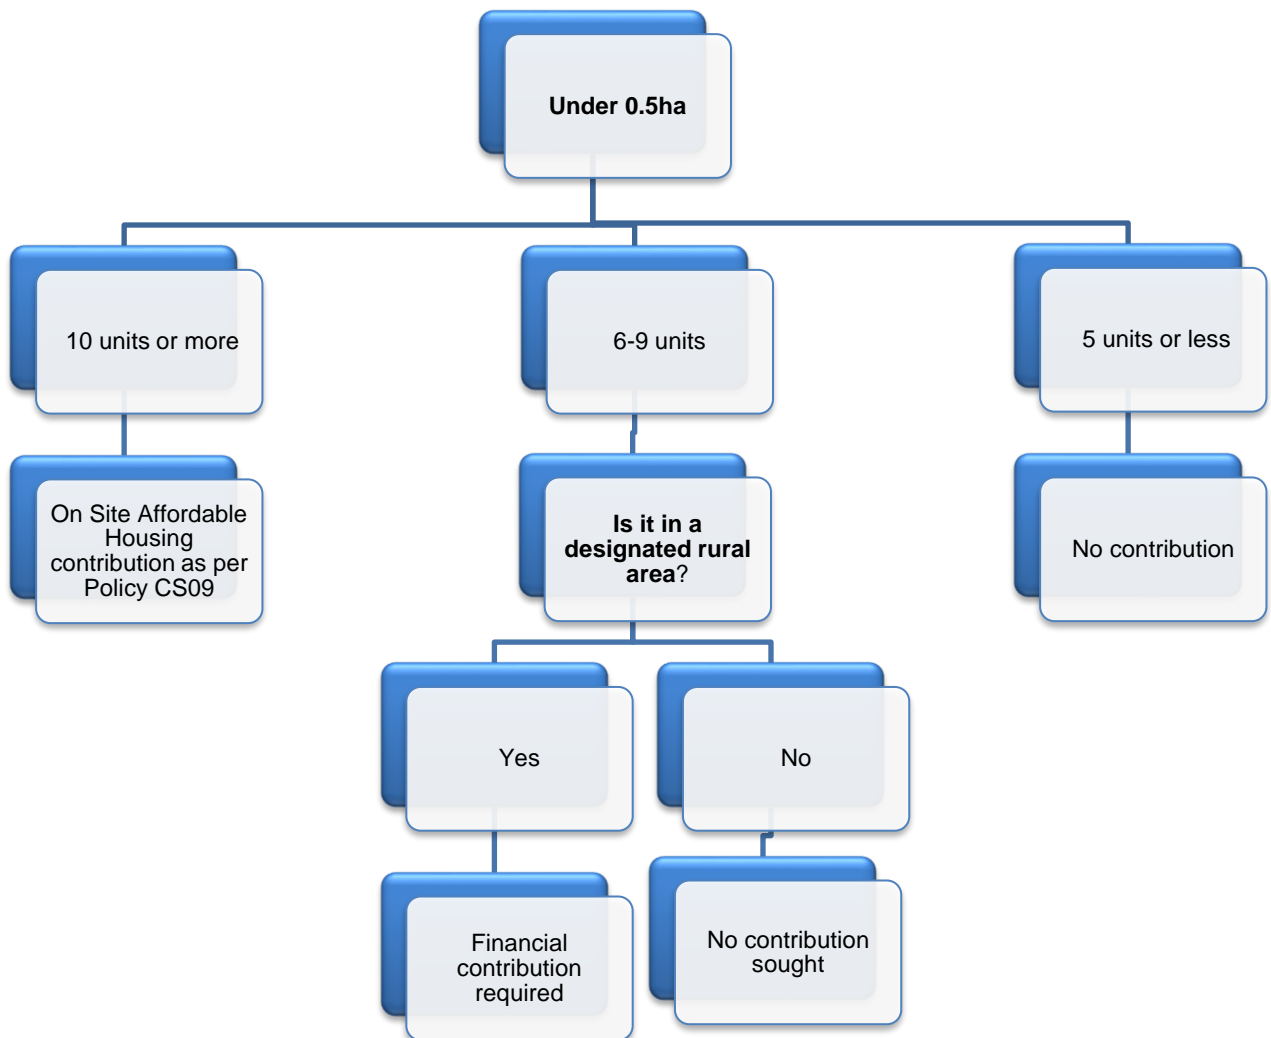 Under 0.5ha
10 units or more
6-9 units
5 units or less
On Site Affordable
Housing
contribution as per
Policy CS09
Is it in a
designated rural
area?
No contribution
Yes
No
Financial
contribution
required
No contribution
sought